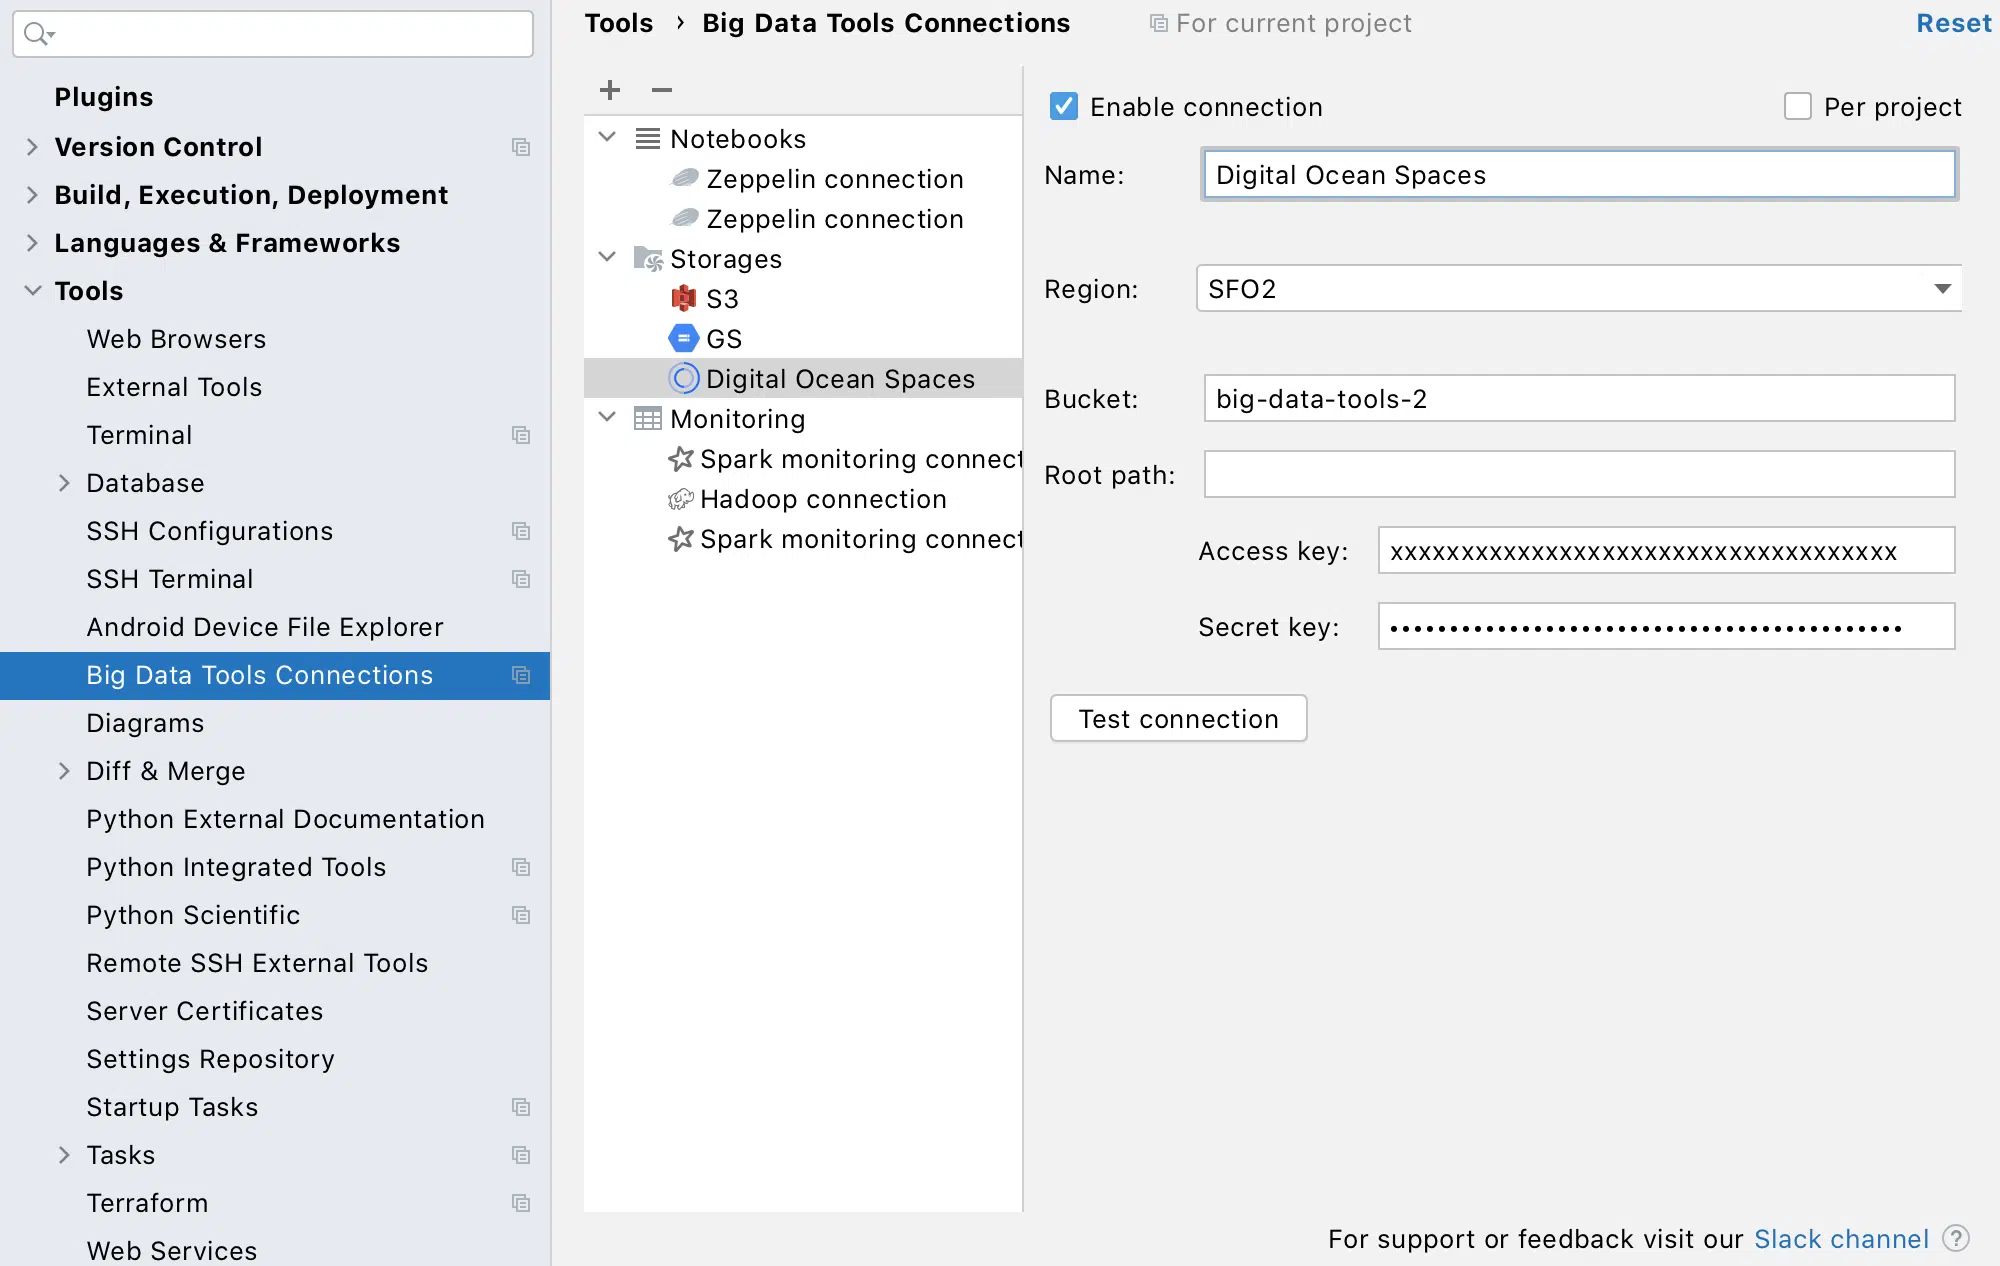 Plugins
Version Control
Build, Execution, Deployment
Languages & Frameworks
Tools
Web Browsers
External Tools
Terminal
Database
SSH Configurations
SSH Terminal
Android Device File Explorer
Big Data Tools Connections
Diagrams
Diff & Merge
Python External Documentation
Python Integrated Tools
Python Scientific
Remote SSH External Tools
Server Certificates
Settings Repository
Startup Tasks
Tasks
Terraform
Web Services
Tools › Big Data Tools Connections For current project Reset
Notebooks
Zeppelin connection
Zeppelin connection
Storages
S3
GS
Digital Ocean Spaces
Monitoring
Spark monitoring connect
Hadoop connection
Spark monitoring connect
Enable connection Per project
Name: Digital Ocean Spaces
Region: SFO2
Bucket: big-data-tools-2
Root path:
Access key: xxxxxxxxxxxxxxxxxxxxxxxxxxxxxxxxxxxx
Secret key: •••••••••••••••••••••••••••••••••••••••••••
Test connection
For support or feedback visit our Slack channel ?